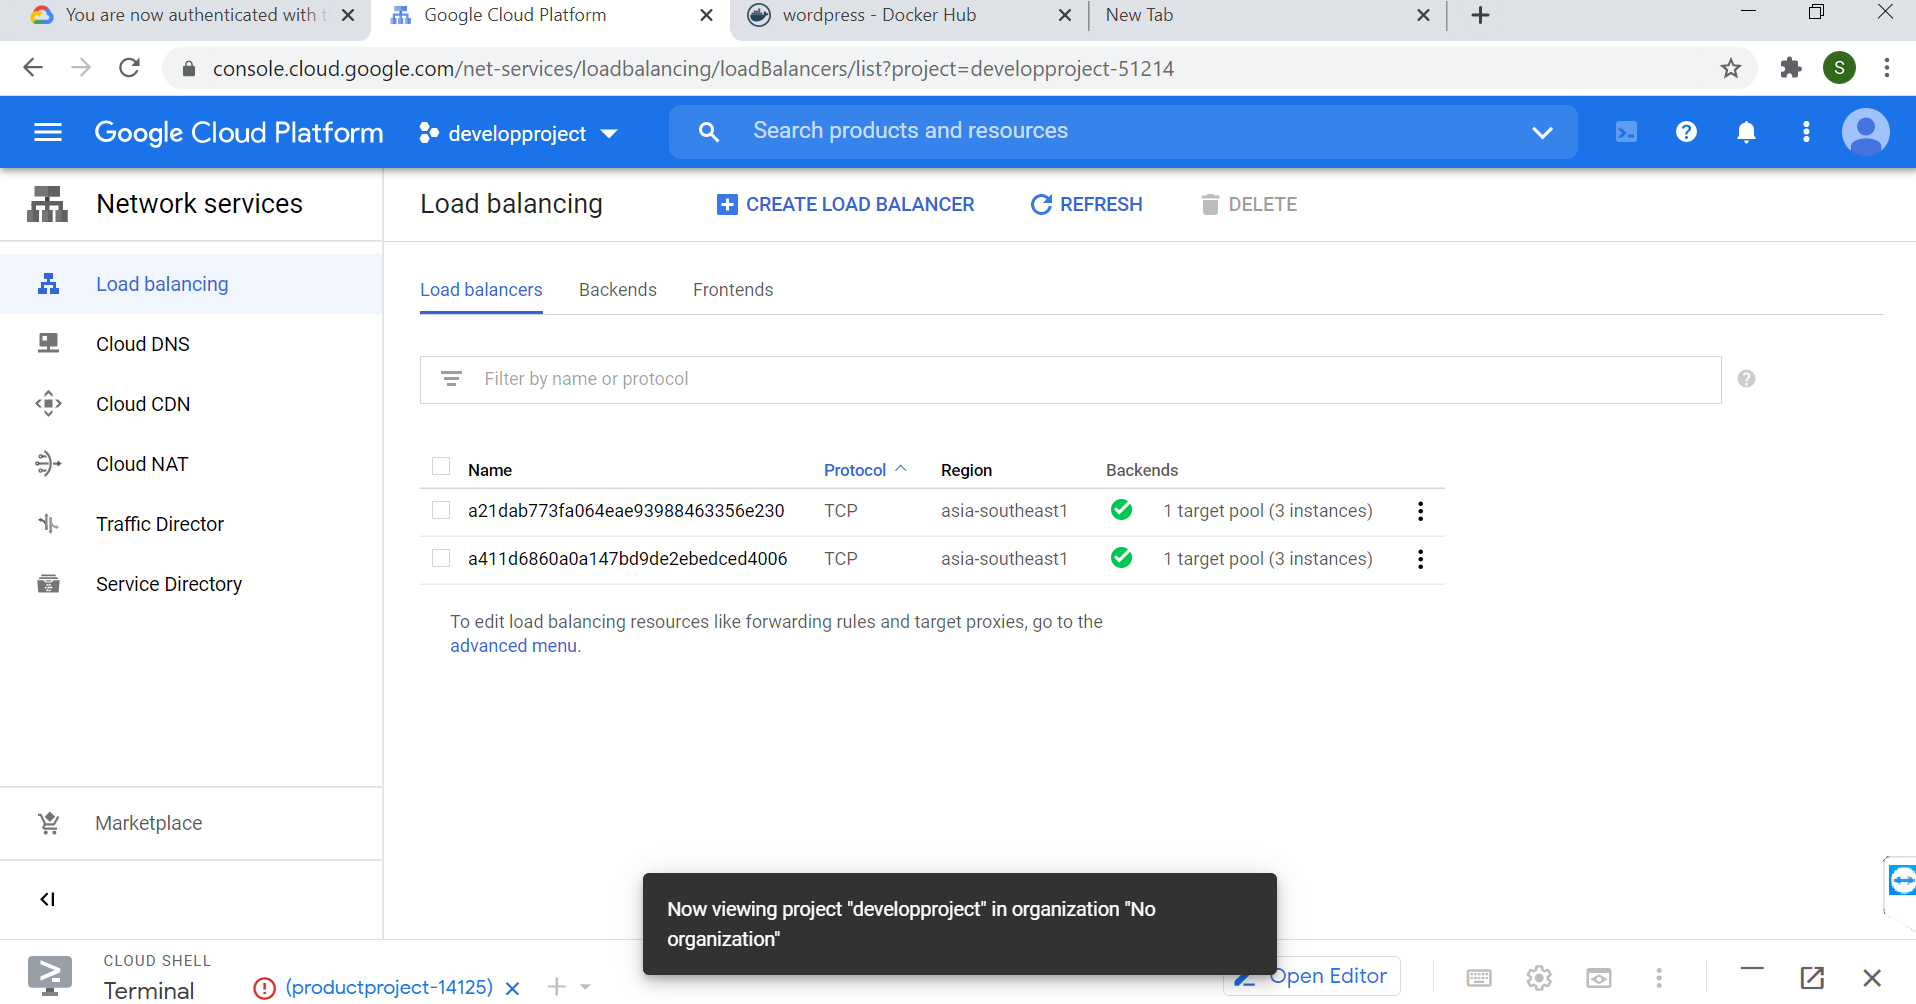 You are now authenticated with
Google Cloud Platform
wordpress - Docker Hub
New Tab
console.cloud.google.com/net-services/loadbalancing/loadBalancers/list?project=developproject-51214
S
Google Cloud Platform
developproject
Search products and resources
Network services
Load balancing
CREATE LOAD BALANCER
REFRESH
DELETE
Load balancing
Cloud DNS
Cloud CDN
Cloud NAT
Traffic Director
Service Directory
Marketplace
Load balancers
Backends
Frontends
Filter by name or protocol
Name Protocol Region Backends
a21dab773fa064eae93988463356e230 TCP asia-southeast1 1 target pool (3 instances)
a411d6860a0a147bd9de2ebedced4006 TCP asia-southeast1 1 target pool (3 instances)
To edit load balancing resources like forwarding rules and target proxies, go to the
advanced menu.
Now viewing project "developproject" in organization "No
organization"
CLOUD SHELL
Terminal
(productproject-14125)
Open Editor